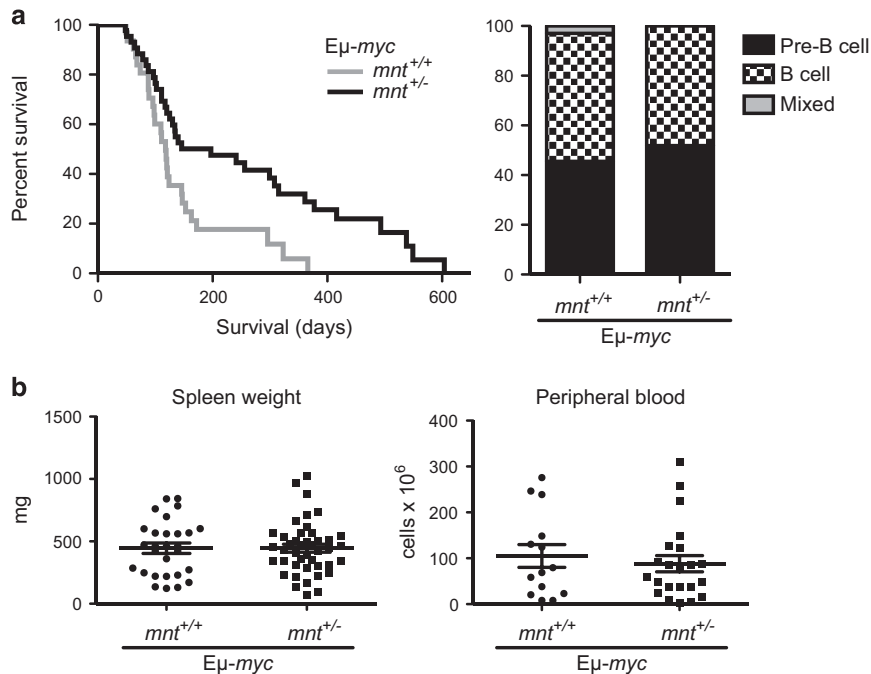 a
100
80
60
40
20
0
Percent survival
0 200 400 600
Survival (days)
Eμ-myc
mnt+/+
mnt+/-
100
80
60
40
20
0
mnt+/+ mnt+/-
Eμ-myc
Pre-B cell
B cell
Mixed
b
Spleen weight
1500
1000
500
0
mg
mnt+/+ mnt+/-
Eμ-myc
Peripheral blood
400
300
200
100
0
cells x 10⁶
mnt+/+ mnt+/-
Eμ-myc